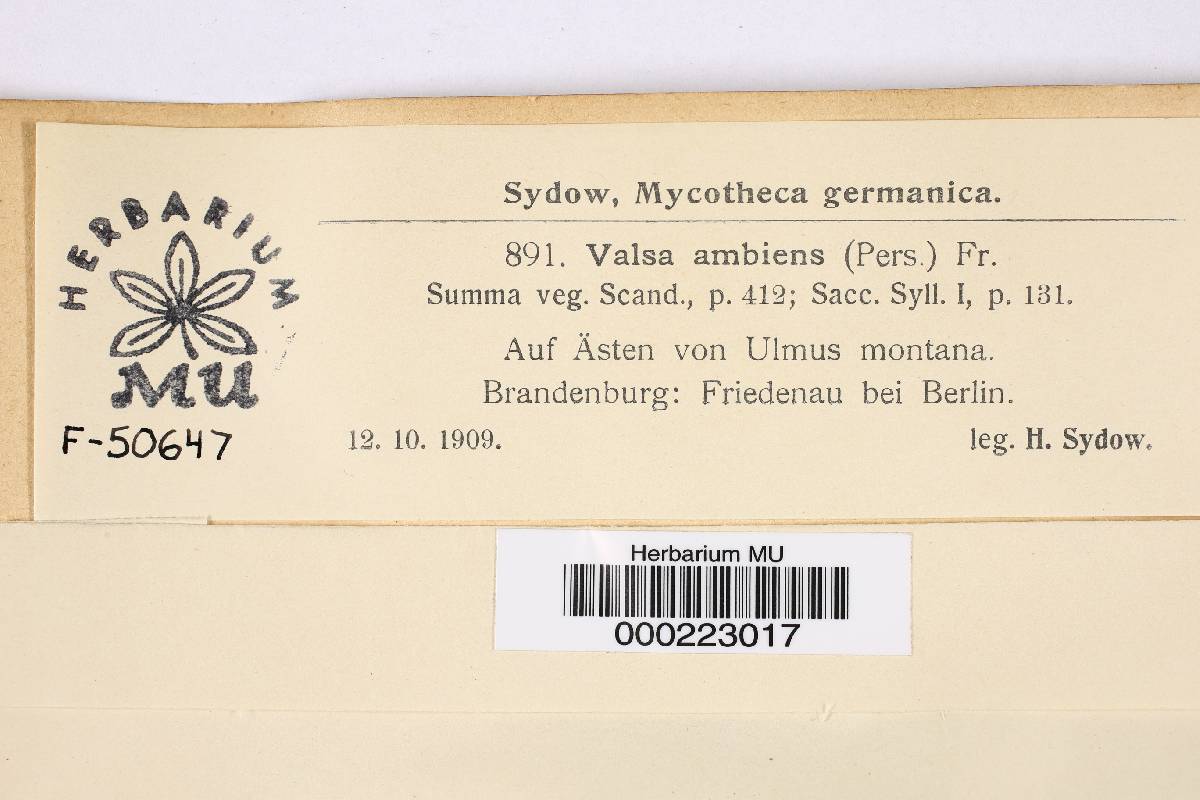 HERBARIUM
MU
F-50647
Sydow, Mycotheca germanica.
891. Valsa ambiens (Pers.) Fr.
Summa veg. Scand., p. 412; Sacc. Syll. I, p. 131.
Auf Ästen von Ulmus montana.
Brandenburg: Friedenau bei Berlin.
12. 10. 1909. leg. H. Sydow.
Herbarium MU
000223017